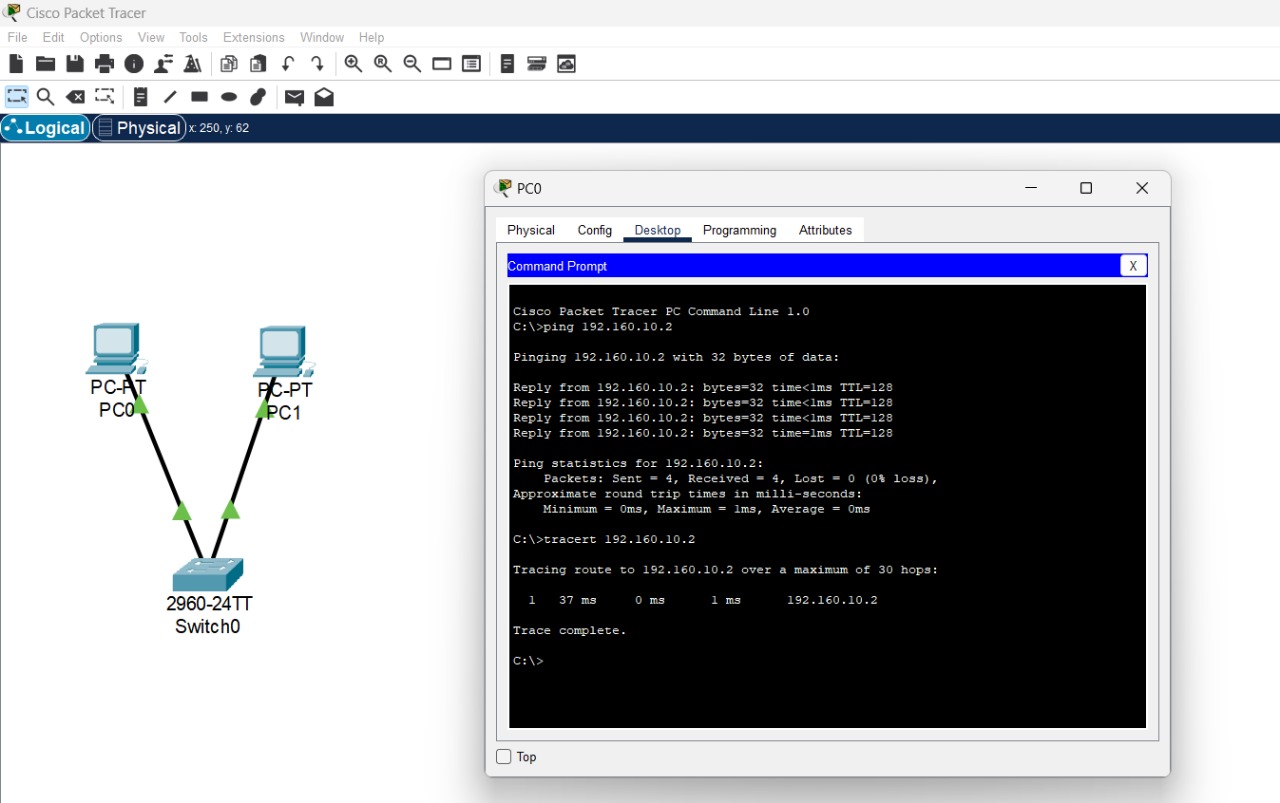 Cisco Packet Tracer
File Edit Options View Tools Extensions Window Help
Logical Physical x: 250, y: 62
PC-PT
PC0
PC-PT
PC1
2960-24TT
Switch0
PC0
Physical Config Desktop Programming Attributes
Command Prompt X
Cisco Packet Tracer PC Command Line 1.0
C:\>ping 192.160.10.2
Pinging 192.160.10.2 with 32 bytes of data:
Reply from 192.160.10.2: bytes=32 time<1ms TTL=128
Reply from 192.160.10.2: bytes=32 time<1ms TTL=128
Reply from 192.160.10.2: bytes=32 time<1ms TTL=128
Reply from 192.160.10.2: bytes=32 time=1ms TTL=128
Ping statistics for 192.160.10.2:
Packets: Sent = 4, Received = 4, Lost = 0 (0% loss),
Approximate round trip times in milli-seconds:
Minimum = 0ms, Maximum = 1ms, Average = 0ms
C:\>tracert 192.160.10.2
Tracing route to 192.160.10.2 over a maximum of 30 hops:
1 37 ms 0 ms 1 ms 192.160.10.2
Trace complete.
C:\>
Top